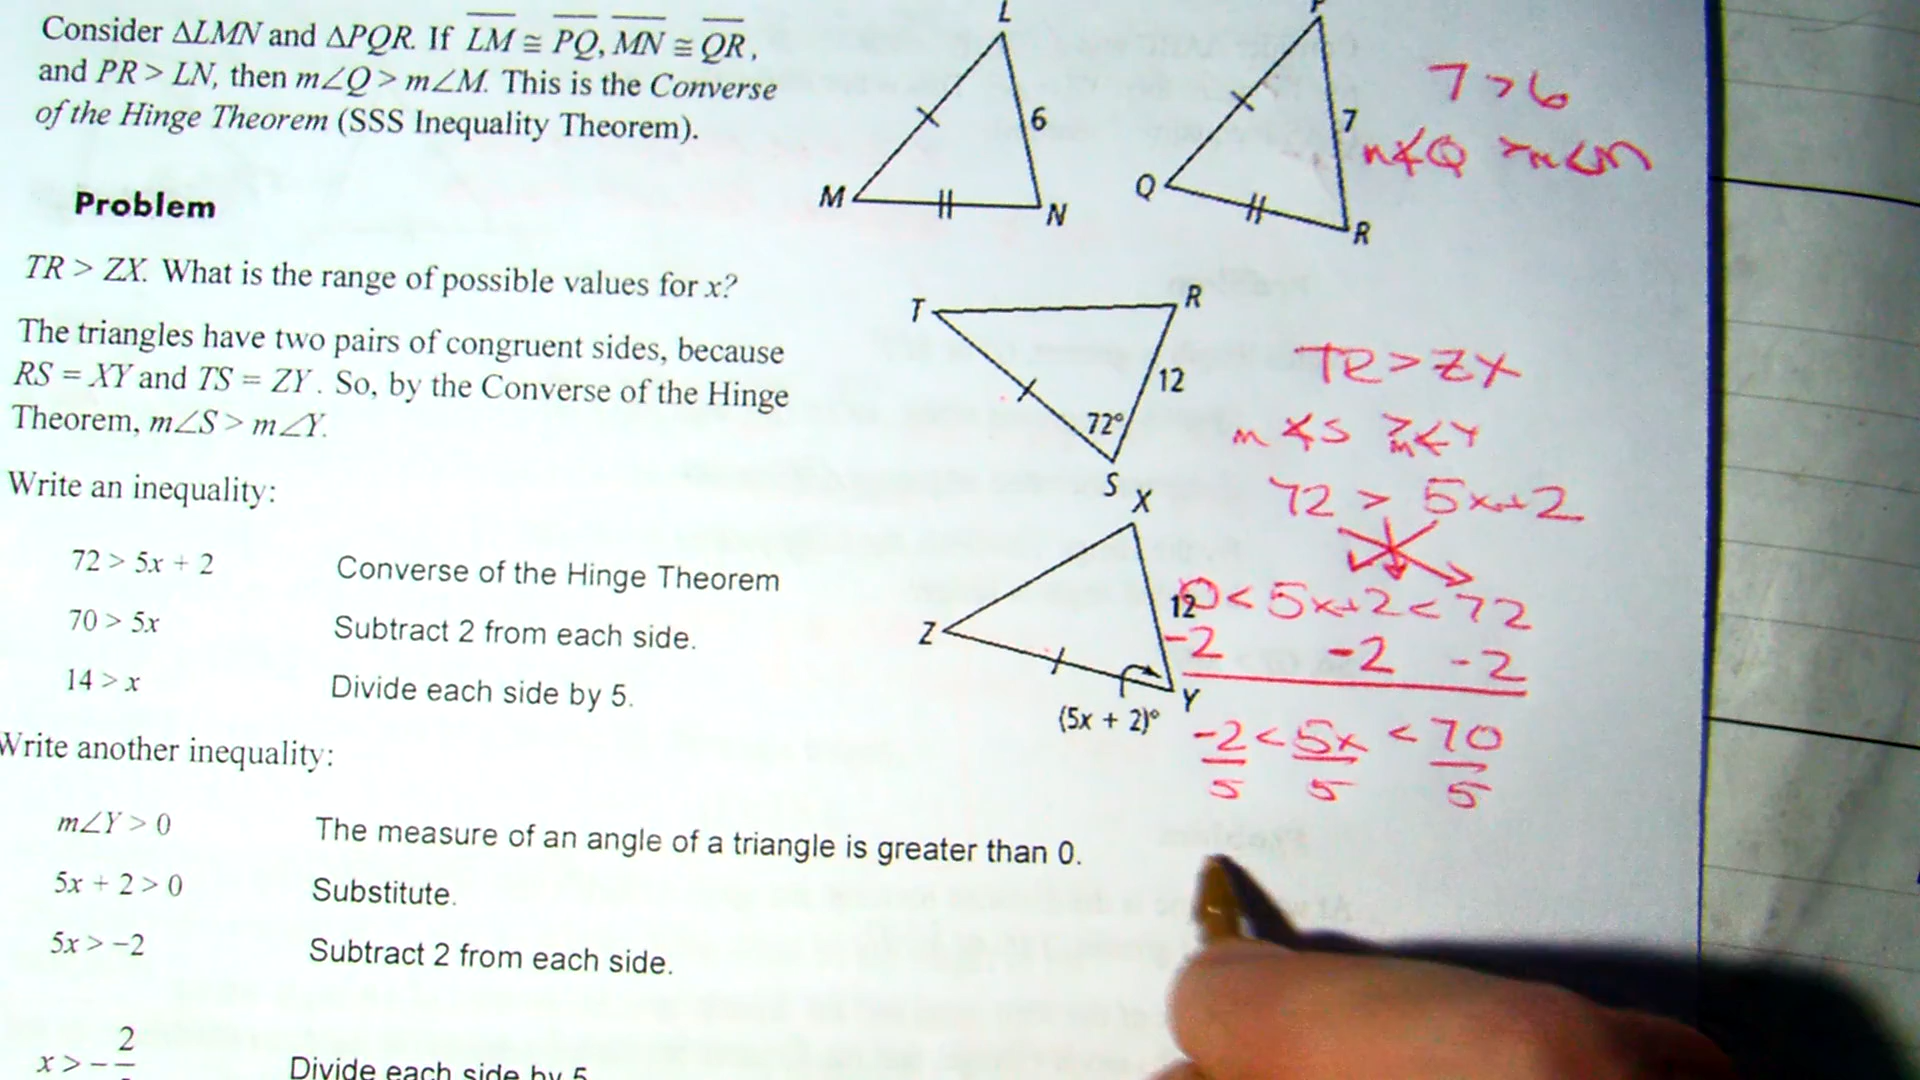 Consider ΔLMN and ΔPQR. If LM ≅ PQ, MN ≅ QR,
and PR > LN, then m∠Q > m∠M. This is the Converse
of the Hinge Theorem (SSS Inequality Theorem).
L
6
M
N
7
Q
R
7 > 6
m∠Q > m∠M
Problem
TR > ZX. What is the range of possible values for x?
The triangles have two pairs of congruent sides, because
RS = XY and TS = ZY. So, by the Converse of the Hinge
Theorem, m∠S > m∠Y.
T
R
12
72°
S
X
12
Z
Y
(5x + 2)°
TR > ZX
m∠S > m∠Y
72 > 5x+2
0 < 5x+2 < 72
-2 -2 -2
-2 < 5x < 70
5 5 5
Write an inequality:
72 > 5x + 2 Converse of the Hinge Theorem
70 > 5x Subtract 2 from each side.
14 > x Divide each side by 5.
Write another inequality:
m∠Y > 0 The measure of an angle of a triangle is greater than 0.
5x + 2 > 0 Substitute.
5x > −2 Subtract 2 from each side.
x > − 2 Divide each side by 5